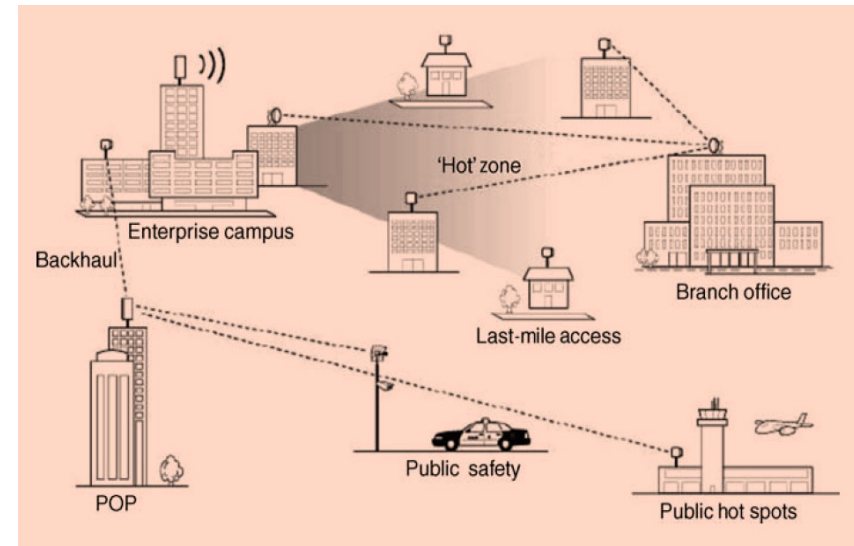 'Hot' zone
Enterprise campus
Backhaul
Branch office
Last-mile access
Public safety
POP
Public hot spots